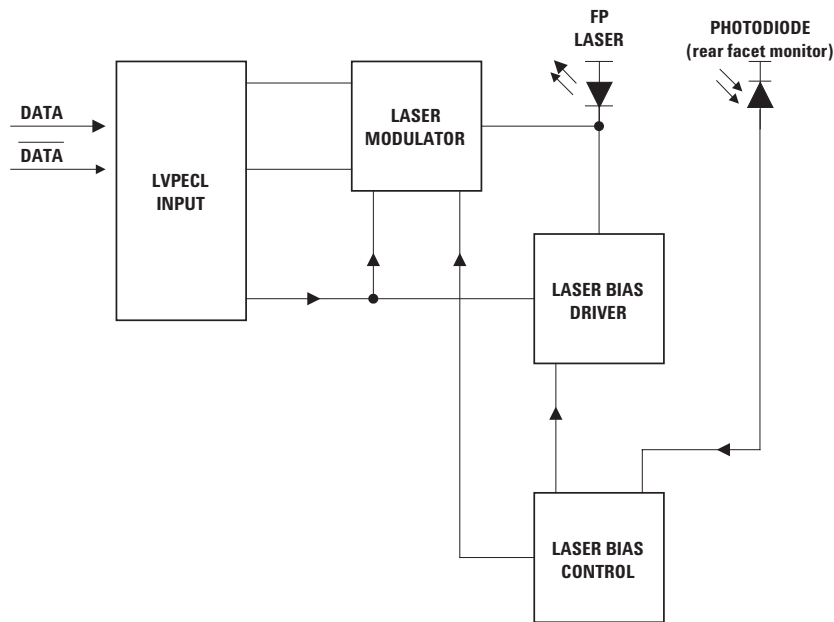 FP
LASER
PHOTODIODE
(rear facet monitor)
DATA
DATA
LVPECL
INPUT
LASER
MODULATOR
LASER BIAS
DRIVER
LASER BIAS
CONTROL